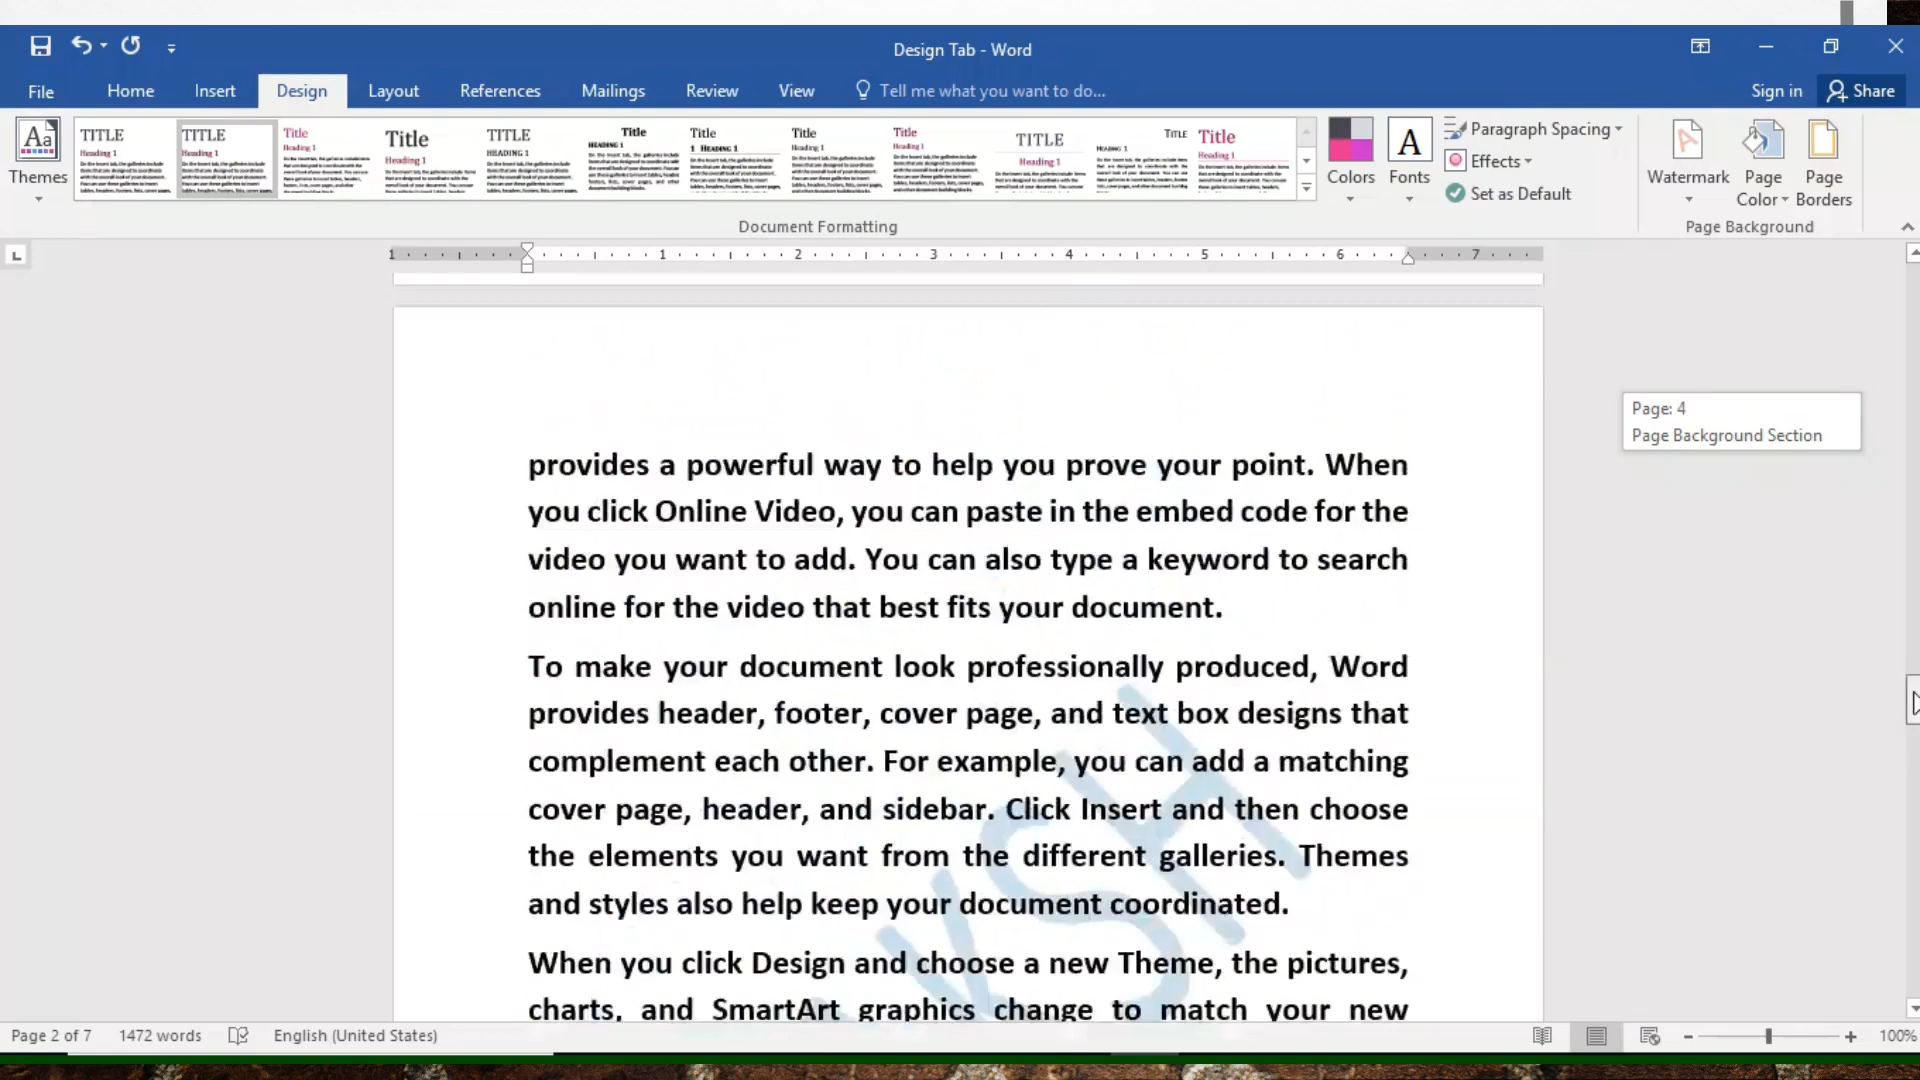 Design Tab - Word
File Home Insert Design Layout References Mailings Review View Tell me what you want to do... Sign in Share
Themes
TITLE
Heading 1
TITLE
Heading 1
Title
Heading 1
Title
Heading 1
TITLE
HEADING 1
Title
HEADING 1
Title
1 HEADING 1
Title
Heading 1
Title
Heading 1
TITLE
Heading 1
TITLE
HEADING 1
Title
Heading 1
Colors
Fonts
Paragraph Spacing
Effects
Set as Default
Watermark
Page Color
Page Borders
Document Formatting
Page Background
1 1 2 3 4 5 6 7
Page: 4
Page Background Section
provides a powerful way to help you prove your point. When
you click Online Video, you can paste in the embed code for the
video you want to add. You can also type a keyword to search
online for the video that best fits your document.
To make your document look professionally produced, Word
provides header, footer, cover page, and text box designs that
complement each other. For example, you can add a matching
cover page, header, and sidebar. Click Insert and then choose
the elements you want from the different galleries. Themes
and styles also help keep your document coordinated.
When you click Design and choose a new Theme, the pictures,
charts, and SmartArt graphics change to match your new
KSH
Page 2 of 7 1472 words English (United States) 100%